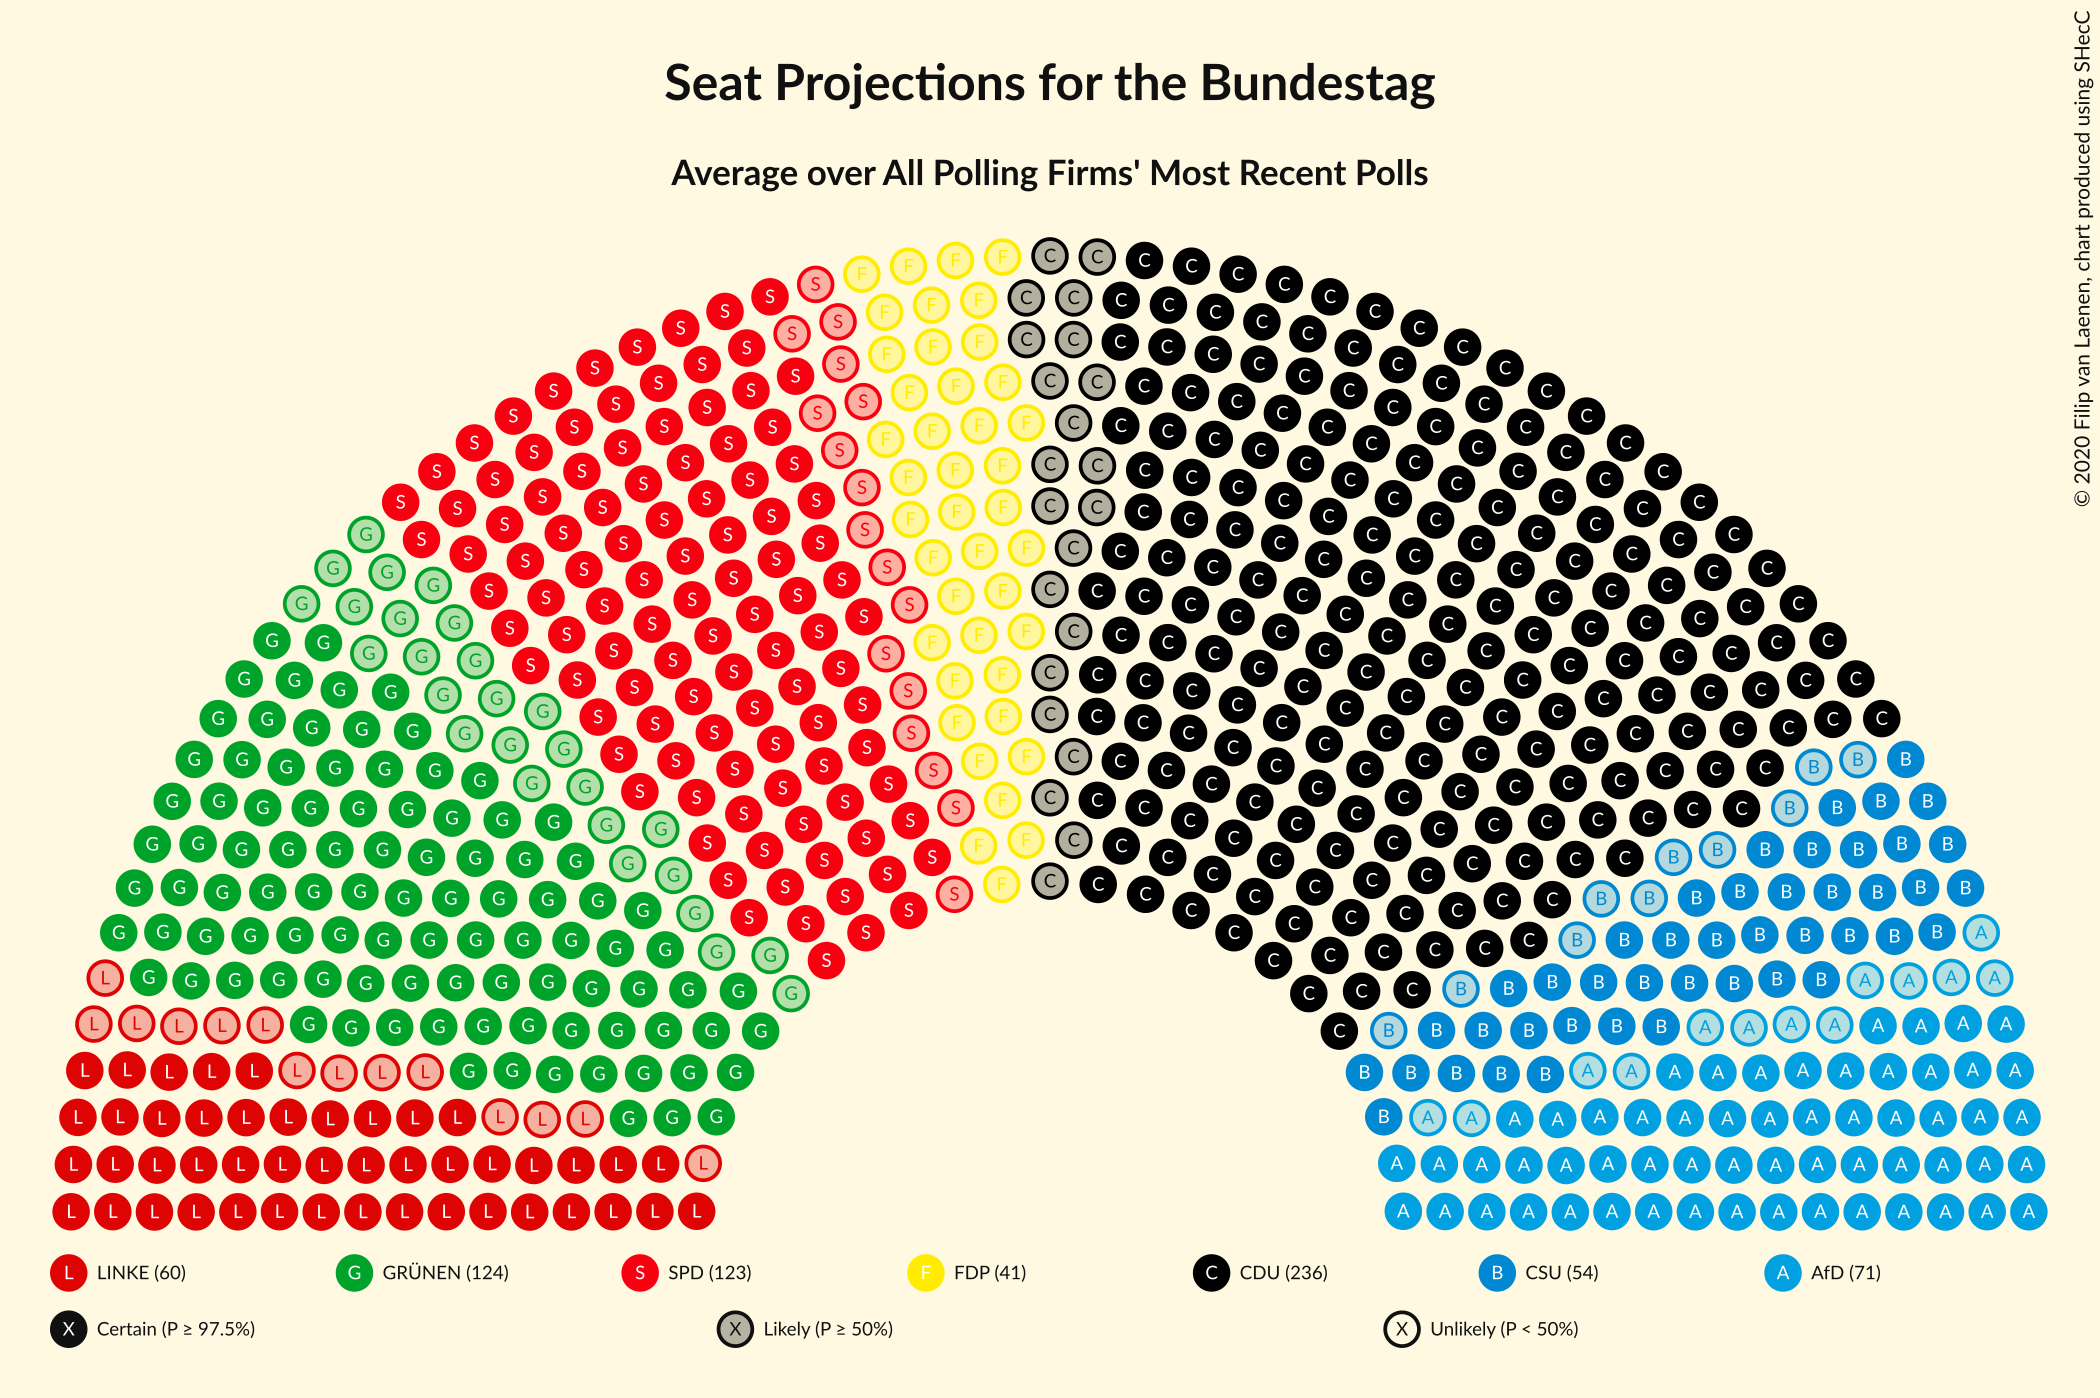 Seat Projections for the Bundestag
Average over All Polling Firms' Most Recent Polls
© 2020 Filip van Laenen, chart produced using SHecC
L LINKE (60) G GRÜNEN (124) S SPD (123) F FDP (41) C CDU (236) B CSU (54) A AfD (71)
X Certain (P ≥ 97.5%) X Likely (P ≥ 50%) X Unlikely (P < 50%)